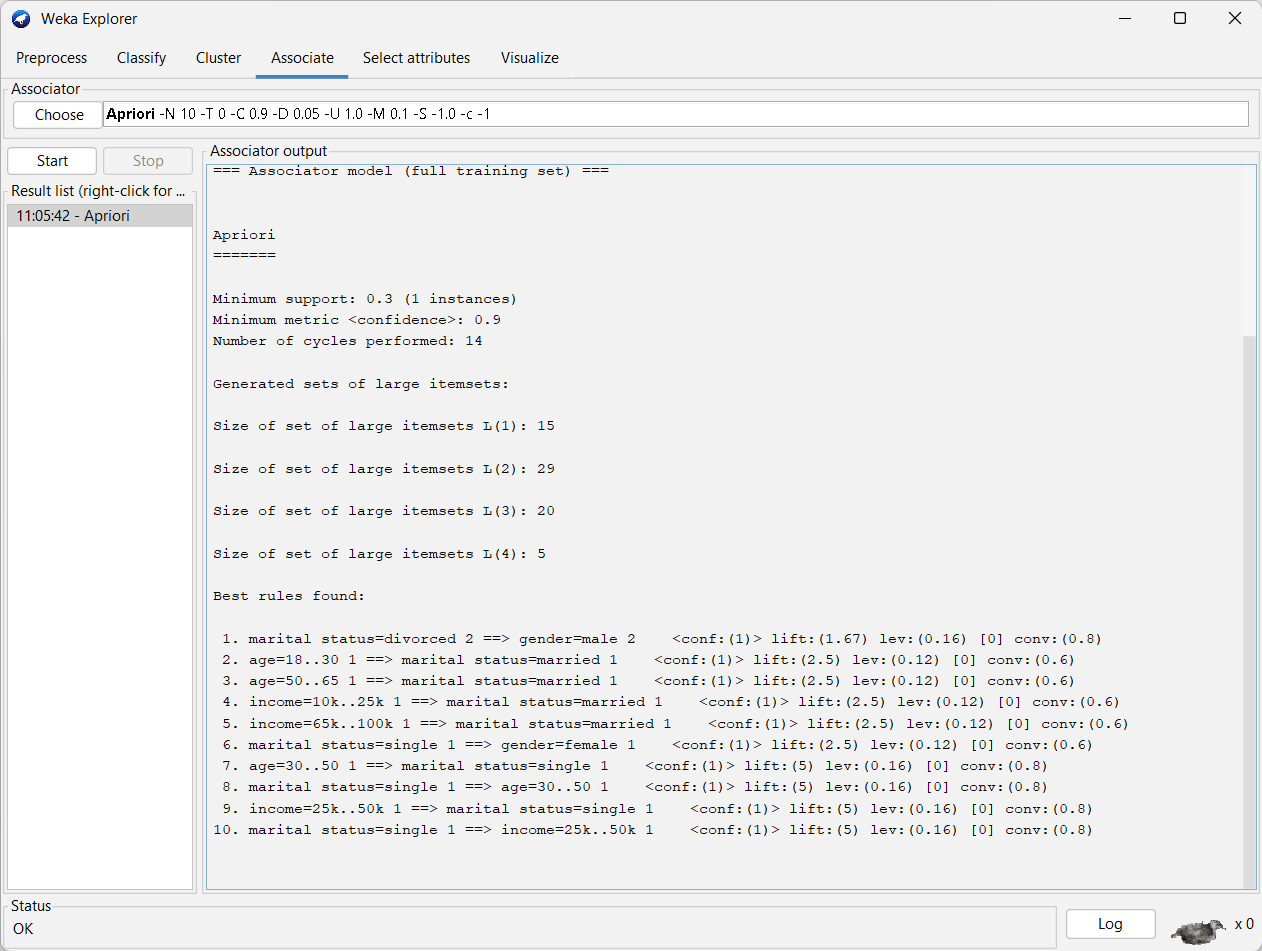 Weka Explorer
Preprocess Classify Cluster Associate Select attributes Visualize
Associator
Choose Apriori -N 10 -T 0 -C 0.9 -D 0.05 -U 1.0 -M 0.1 -S -1.0 -c -1
Start Stop
Result list (right-click for ...
11:05:42 - Apriori
Associator output
=== Associator model (full training set) ===
Apriori
=======
Minimum support: 0.3 (1 instances)
Minimum metric <confidence>: 0.9
Number of cycles performed: 14
Generated sets of large itemsets:
Size of set of large itemsets L(1): 15
Size of set of large itemsets L(2): 29
Size of set of large itemsets L(3): 20
Size of set of large itemsets L(4): 5
Best rules found:
1. marital status=divorced 2 ==> gender=male 2 <conf:(1)> lift:(1.67) lev:(0.16) [0] conv:(0.8)
2. age=18..30 1 ==> marital status=married 1 <conf:(1)> lift:(2.5) lev:(0.12) [0] conv:(0.6)
3. age=50..65 1 ==> marital status=married 1 <conf:(1)> lift:(2.5) lev:(0.12) [0] conv:(0.6)
4. income=10k..25k 1 ==> marital status=married 1 <conf:(1)> lift:(2.5) lev:(0.12) [0] conv:(0.6)
5. income=65k..100k 1 ==> marital status=married 1 <conf:(1)> lift:(2.5) lev:(0.12) [0] conv:(0.6)
6. marital status=single 1 ==> gender=female 1 <conf:(1)> lift:(2.5) lev:(0.12) [0] conv:(0.6)
7. age=30..50 1 ==> marital status=single 1 <conf:(1)> lift:(5) lev:(0.16) [0] conv:(0.8)
8. marital status=single 1 ==> age=30..50 1 <conf:(1)> lift:(5) lev:(0.16) [0] conv:(0.8)
9. income=25k..50k 1 ==> marital status=single 1 <conf:(1)> lift:(5) lev:(0.16) [0] conv:(0.8)
10. marital status=single 1 ==> income=25k..50k 1 <conf:(1)> lift:(5) lev:(0.16) [0] conv:(0.8)
Status
OK
Log
x 0